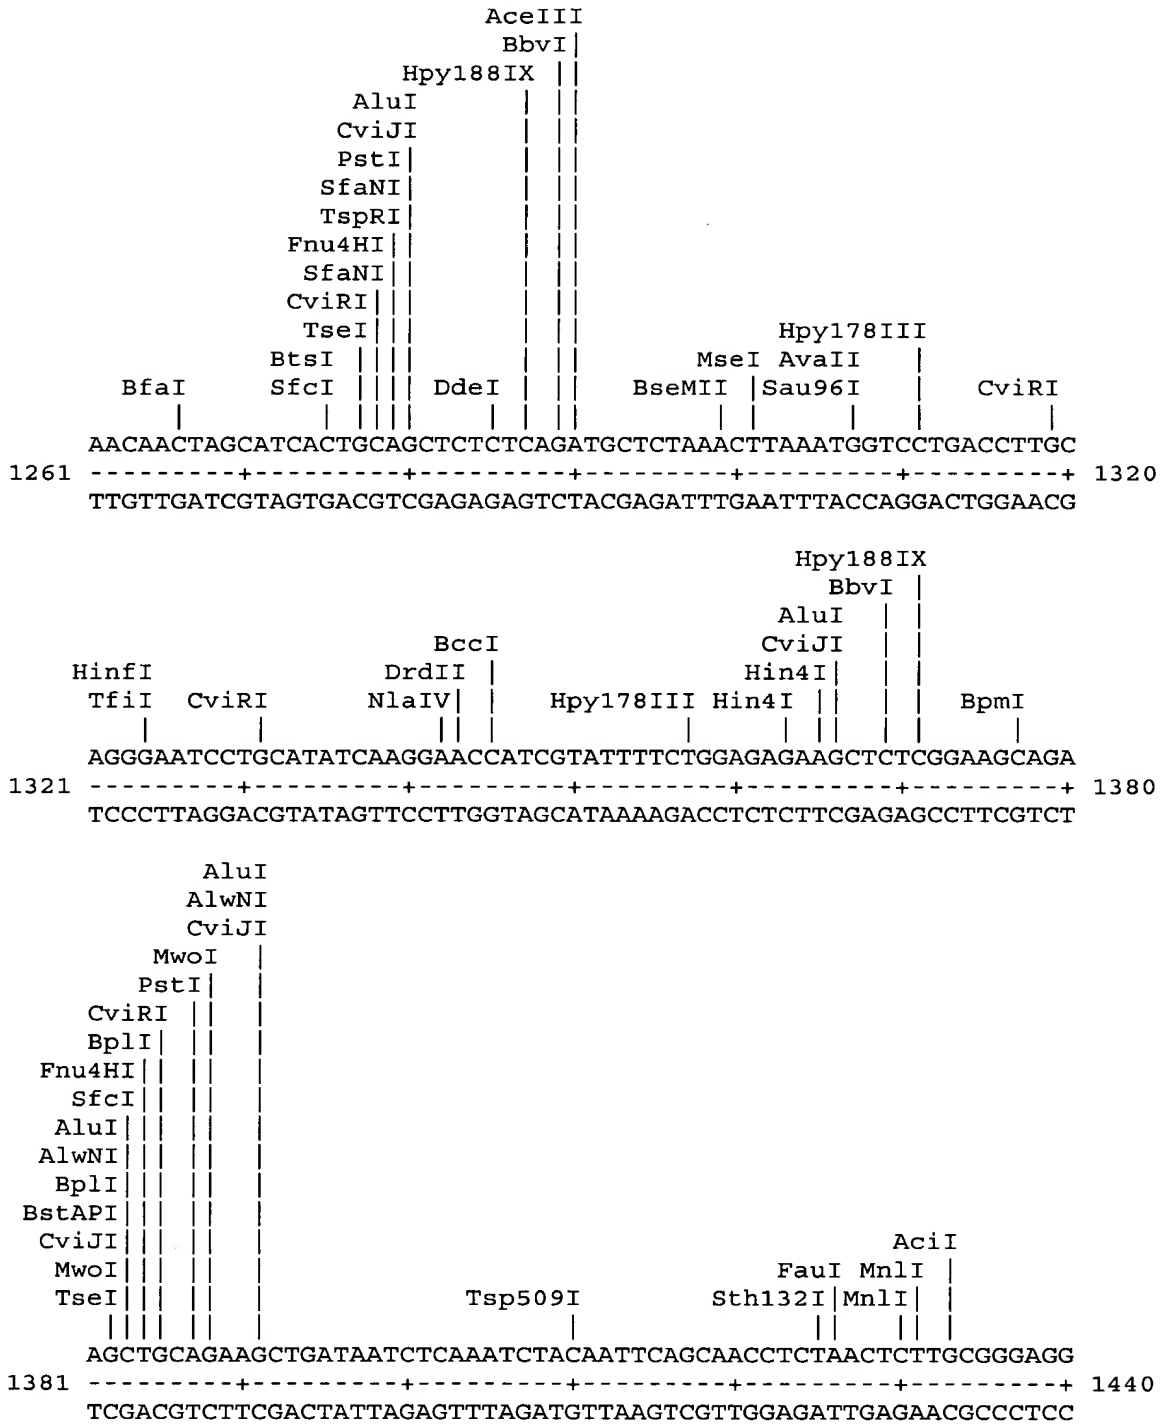 AceIII
BbvI
Hpy188IX
AluI
CviJI
PstI
SfaNI
TspRI
Fnu4HI
SfaNI
CviRI
TseI Hpy178III
BtsI MseI AvaII
BfaI SfcI DdeI BseMII Sau96I CviRI
AACAACTAGCATCACTGCAGCTCTCTCAGATGCTCTAAACTTAAATGGTCCTGACCTTGC
1261 ---------+---------+---------+---------+---------+---------+ 1320
TTGTTGATCGTAGTGACGTCGAGAGAGTCTACGAGATTTGAATTTACCAGGACTGGAACG
Hpy188IX
BbvI
AluI
BccI CviJI
HinfI DrdII Hin4I
TfiI CviRI NlaIV Hpy178III Hin4I BpmI
AGGGAATCCTGCATATCAAGGAACCATCGTATTTTCTGGAGAGAAGCTCTCGGAAGCAGA
1321 ---------+---------+---------+---------+---------+---------+ 1380
TCCCTTAGGACGTATAGTTCCTTGGTAGCATAAAAGACCTCTCTTCGAGAGCCTTCGTCT
AluI
AlwNI
CviJI
MwoI
PstI
CviRI
BplI
Fnu4HI
SfcI
AluI
AlwNI
BplI
BstAPI
CviJI AciI
MwoI FauI MnlI
TseI Tsp509I Sth132I MnlI
AGCTGCAGAAGCTGATAATCTCAAATCTACAATTCAGCAACCTCTAACTCTTGCGGGAGG
1381 ---------+---------+---------+---------+---------+---------+ 1440
TCGACGTCTTCGACTATTAGAGTTTAGATGTTAAGTCGTTGGAGATTGAGAACGCCCTCC